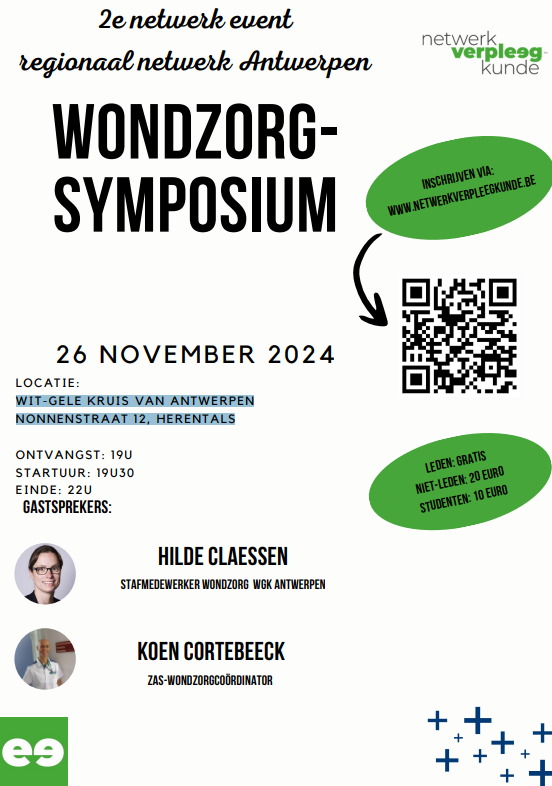 2e netwerk event
regionaal netwerk Antwerpen
netwerk
verpleeg
kunde
WONDZORG-
SYMPOSIUM
INSCHRIJVEN VIA:
WWW.NETWERKVERPLEEGKUNDE.BE
26 NOVEMBER 2024
LOCATIE:
WIT-GELE KRUIS VAN ANTWERPEN
NONNENSTRAAT 12, HERENTALS
ONTVANGST: 19U
STARTUUR: 19U30
EINDE: 22U
LEDEN: GRATIS
NIET-LEDEN: 20 EURO
STUDENTEN: 10 EURO
GASTSPREKERS:
HILDE CLAESSEN
STAFMEDEWERKER WONDZORG WGK ANTWERPEN
KOEN CORTEBEECK
ZAS-WONDZORGCOÖRDINATOR
ee